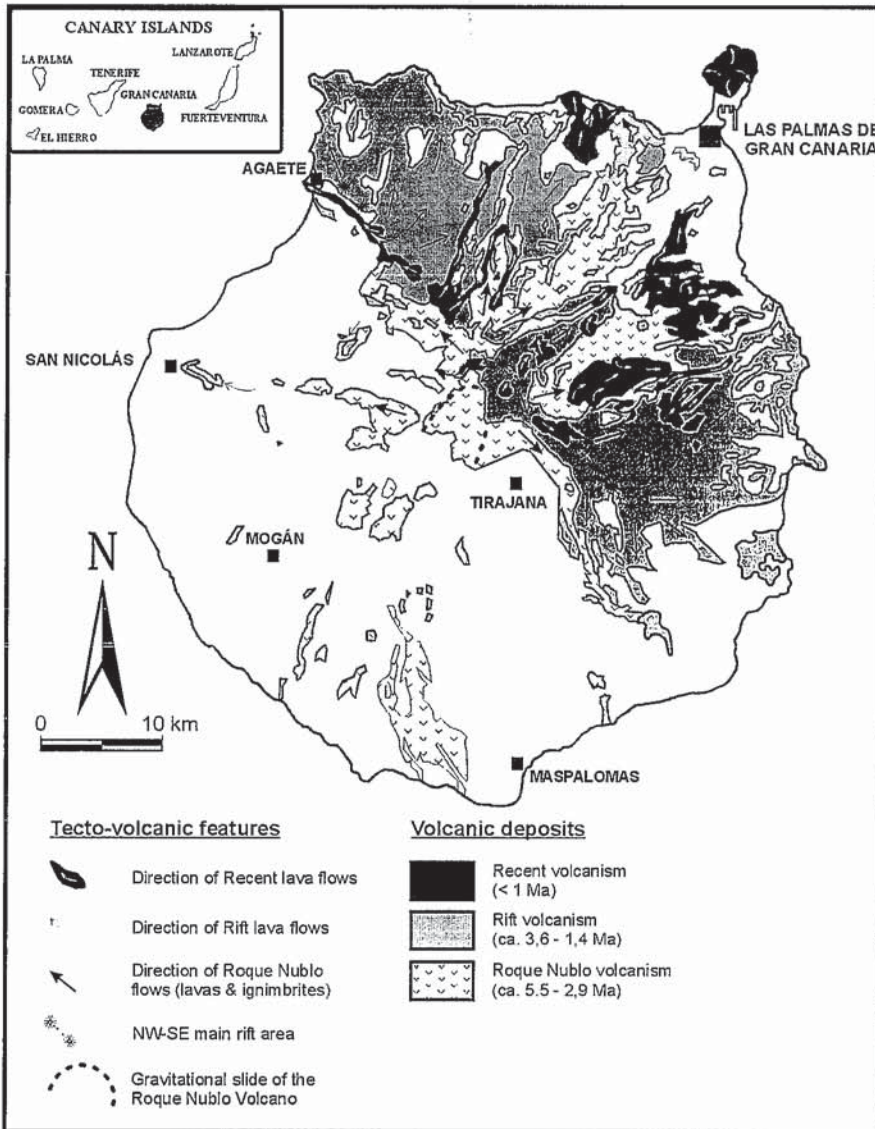 CANARY ISLANDS
LANZAROTE
LA PALMA
TENERIFE
GRAN CANARIA
GOMERA
FUERTEVENTURA
EL HIERRO
LAS PALMAS DE
GRAN CANARIA
AGAETE
SAN NICOLÁS
TIRAJANA
MOGÁN
N
0 10 km
MASPALOMAS
Tecto-volcanic features
Direction of Recent lava flows
Direction of Rift lava flows
Direction of Roque Nublo
flows (lavas & ignimbrites)
NW-SE main rift area
Gravitational slide of the
Roque Nublo Volcano
Volcanic deposits
Recent volcanism
(< 1 Ma)
Rift volcanism
(ca. 3,6 - 1,4 Ma)
Roque Nublo volcanism
(ca. 5.5 - 2,9 Ma)